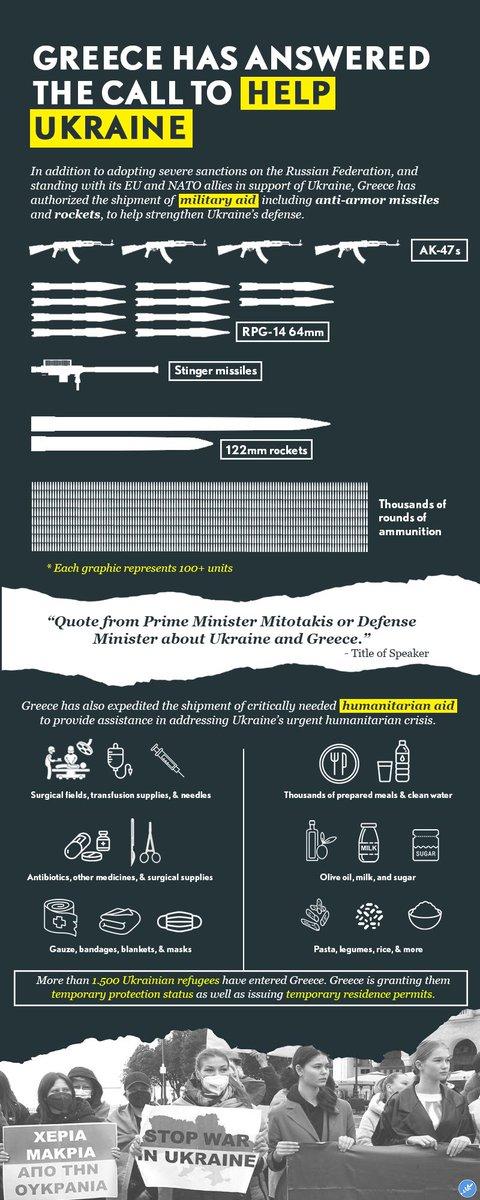 GREECE HAS ANSWERED
THE CALL TO HELP
UKRAINE
In addition to adopting severe sanctions on the Russian Federation, and
standing with its EU and NATO allies in support of Ukraine, Greece has
authorized the shipment of military aid including anti-armor missiles
and rockets, to help strengthen Ukraine's defense.
AK-47s
RPG-14 64mm
Stinger missiles
122mm rockets
Thousands of
rounds of
ammunition
* Each graphic represents 100+ units
“Quote from Prime Minister Mitotakis or Defense
Minister about Ukraine and Greece.”
- Title of Speaker
Greece has also expedited the shipment of critically needed humanitarian aid
to provide assistance in addressing Ukraine's urgent humanitarian crisis.
Surgical fields, transfusion supplies, & needles
Thousands of prepared meals & clean water
MILK
SUGAR
Antibiotics, other medicines, & surgical supplies
Olive oil, milk, and sugar
Gauze, bandages, blankets, & masks
Pasta, legumes, rice, & more
More than 1,500 Ukrainian refugees have entered Greece. Greece is granting them
temporary protection status as well as issuing temporary residence permits.
ΧΕΡΙΑ
ΜΑΚΡΙΑ
ΑΠΟ ΤΗΝ
ΟΥΚΡΑΝΙΑ
STOP WAR
IN UKRAINE